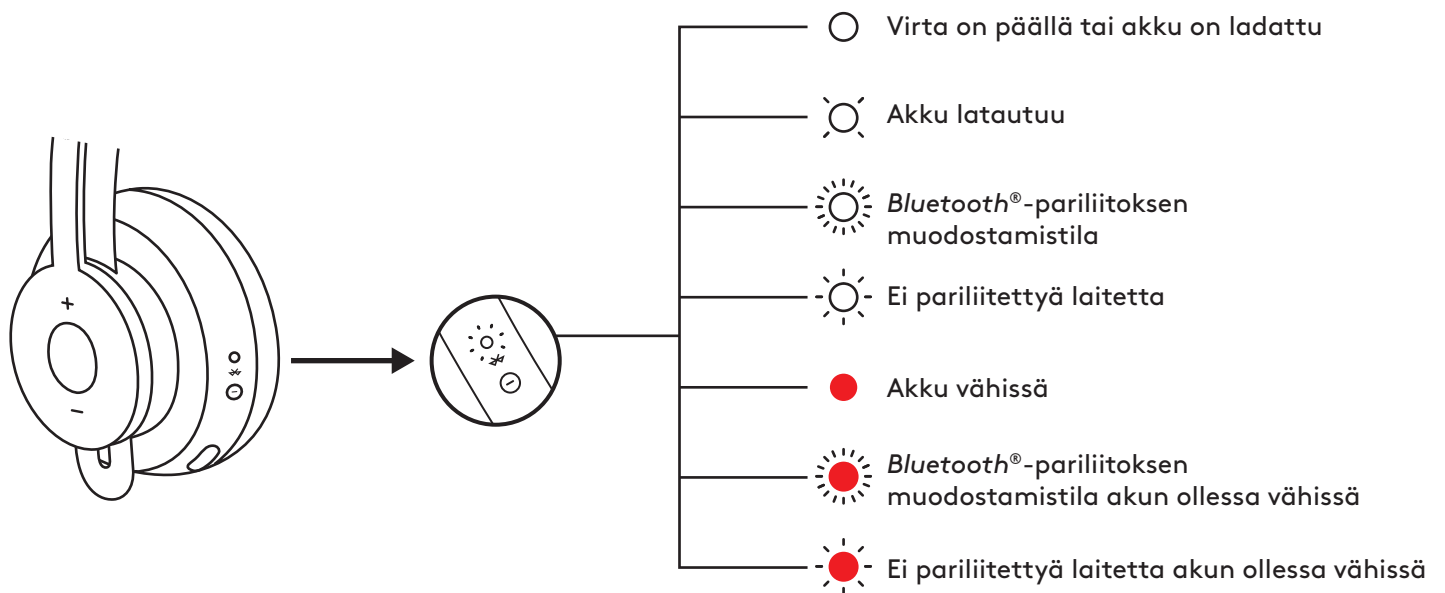 Virta on päällä tai akku on ladattu
Akku latautuu
Bluetooth®-pariliitoksen
muodostamistila
Ei pariliitettyä laitetta
Akku vähissä
Bluetooth®-pariliitoksen
muodostamistila akun ollessa vähissä
Ei pariliitettyä laitetta akun ollessa vähissä